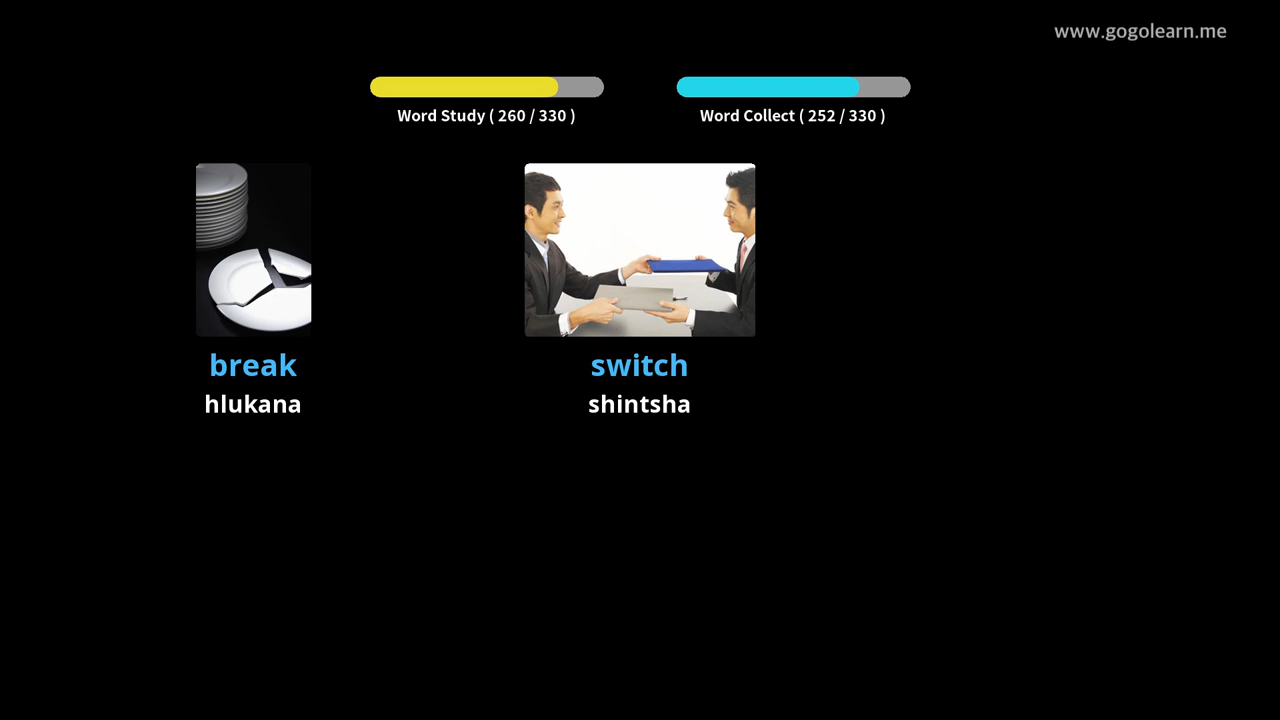 www.gogolearn.me
Word Study ( 260 / 330 )
Word Collect ( 252 / 330 )
break
hlukana
switch
shintsha